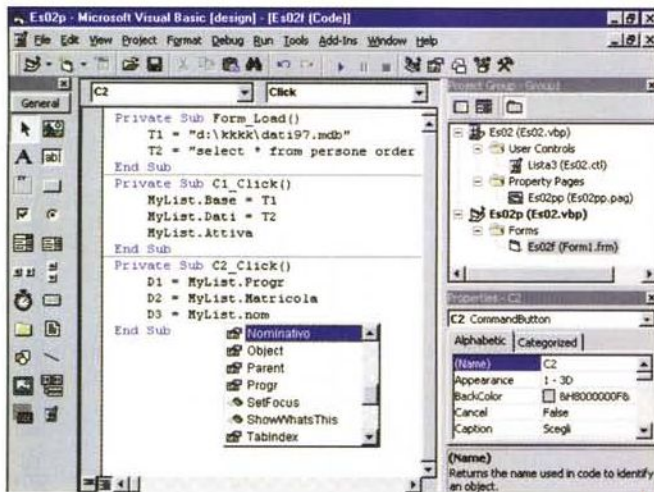 Es02p - Microsoft Visual Basic [design] - [Es02f (Code)]
File Edit View Project Format Debug Run Tools Add-Ins Window Help
General
A
ab
C2
Click
Private Sub Form_Load()
T1 = "d:\kkkk\dati97.mdb"
T2 = "select * from persone order
End Sub
Private Sub C1_Click()
MyList.Base = T1
MyList.Dati = T2
MyList.Attiva
End Sub
Private Sub C2_Click()
D1 = MyList.Progr
D2 = MyList.Matricola
D3 = MyList.nom
End Sub
Nominativo
Object
Parent
Progr
SetFocus
ShowWhatsThis
TabIndex
Project Group - Group1
Es02 (Es02.vbp)
User Controls
Lista3 (Es02.ctl)
Property Pages
Es02pp (Es02pp.pag)
Es02p (Es02.vbp)
Forms
Es02f (Form1.frm)
Properties - C2
C2 CommandButton
Alphabetic Categorized
(Name) C2
Appearance 1 - 3D
BackColor &H8000000F&
Cancel False
Caption Scegli
(Name)
Returns the name used in code to identify
an object.